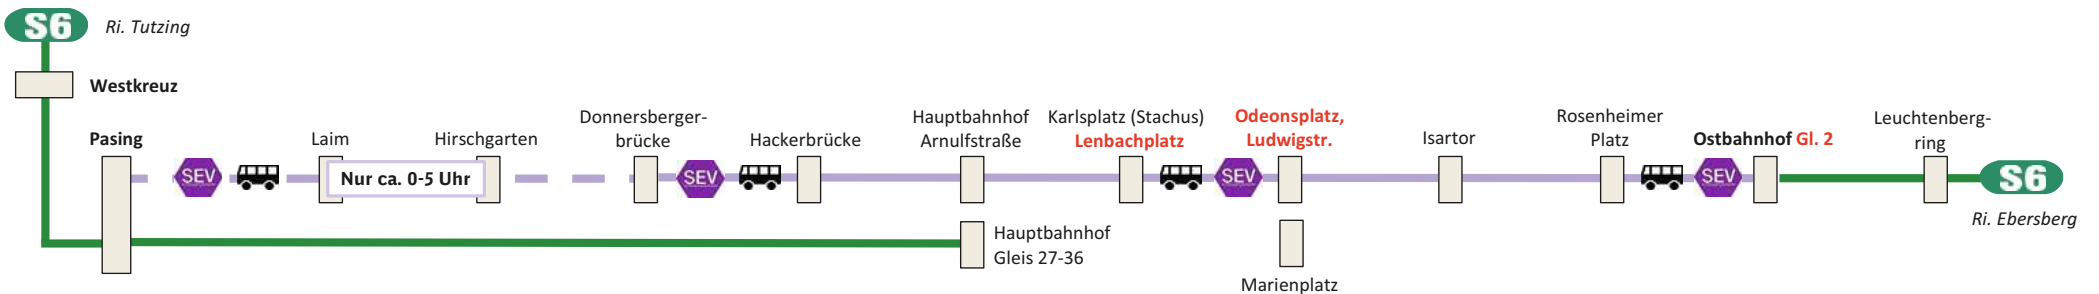 S6 Ri. Tutzing
Westkreuz
Pasing
SEV
Laim
Nur ca. 0-5 Uhr
Hirschgarten
Donnersberger-
brücke
SEV
Hackerbrücke
Hauptbahnhof
Arnulfstraße
Hauptbahnhof
Gleis 27-36
Karlsplatz (Stachus)
Lenbachplatz
SEV
Odeonsplatz,
Ludwigstr.
Marienplatz
Isartor
Rosenheimer
Platz
SEV
Ostbahnhof Gl. 2
Leuchtenberg-
ring
S6
Ri. Ebersberg